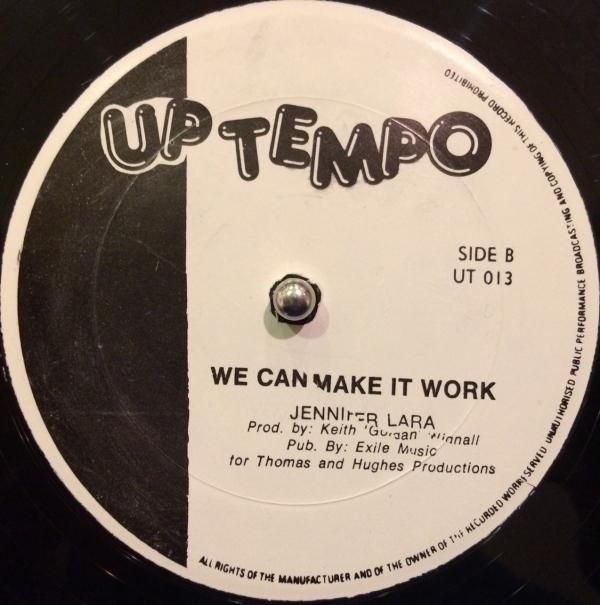 UP TEMPO
SIDE B
UT 013
WE CAN MAKE IT WORK
JENNIFER LARA
Prod. by: Keith
Pub. By: Exile Music
for Thomas and Hughes Productions
ALL RIGHTS OF THE MANUFACTURER AND OF THE OWNER OF THE RECORDED WORK SERVED UNAUTHORISED PUBLIC PERFORMANCE BROADCASTING AND COPYING OF THIS RECORD PROHIBITED